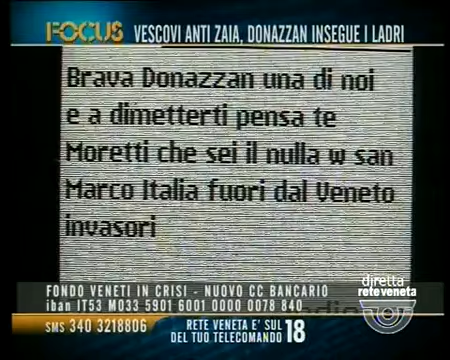 FOCUS VESCOVI ANTI ZAIA, DONAZZAN INSEGUE I LADRI
Brava Donazzan una di noi
e a dimetterti pensa te
Moretti che sei il nulla w san
Marco Italia fuori dal Veneto
invasori
FONDO VENETI IN CRISI - NUOVO CC BANCARIO
iban IT53 M033 5901 6001 0000 0078 840
diretta
reteveneta
SMS 340 3218806
RETE VENETA E' SUL
DEL TUO TELECOMANDO 18